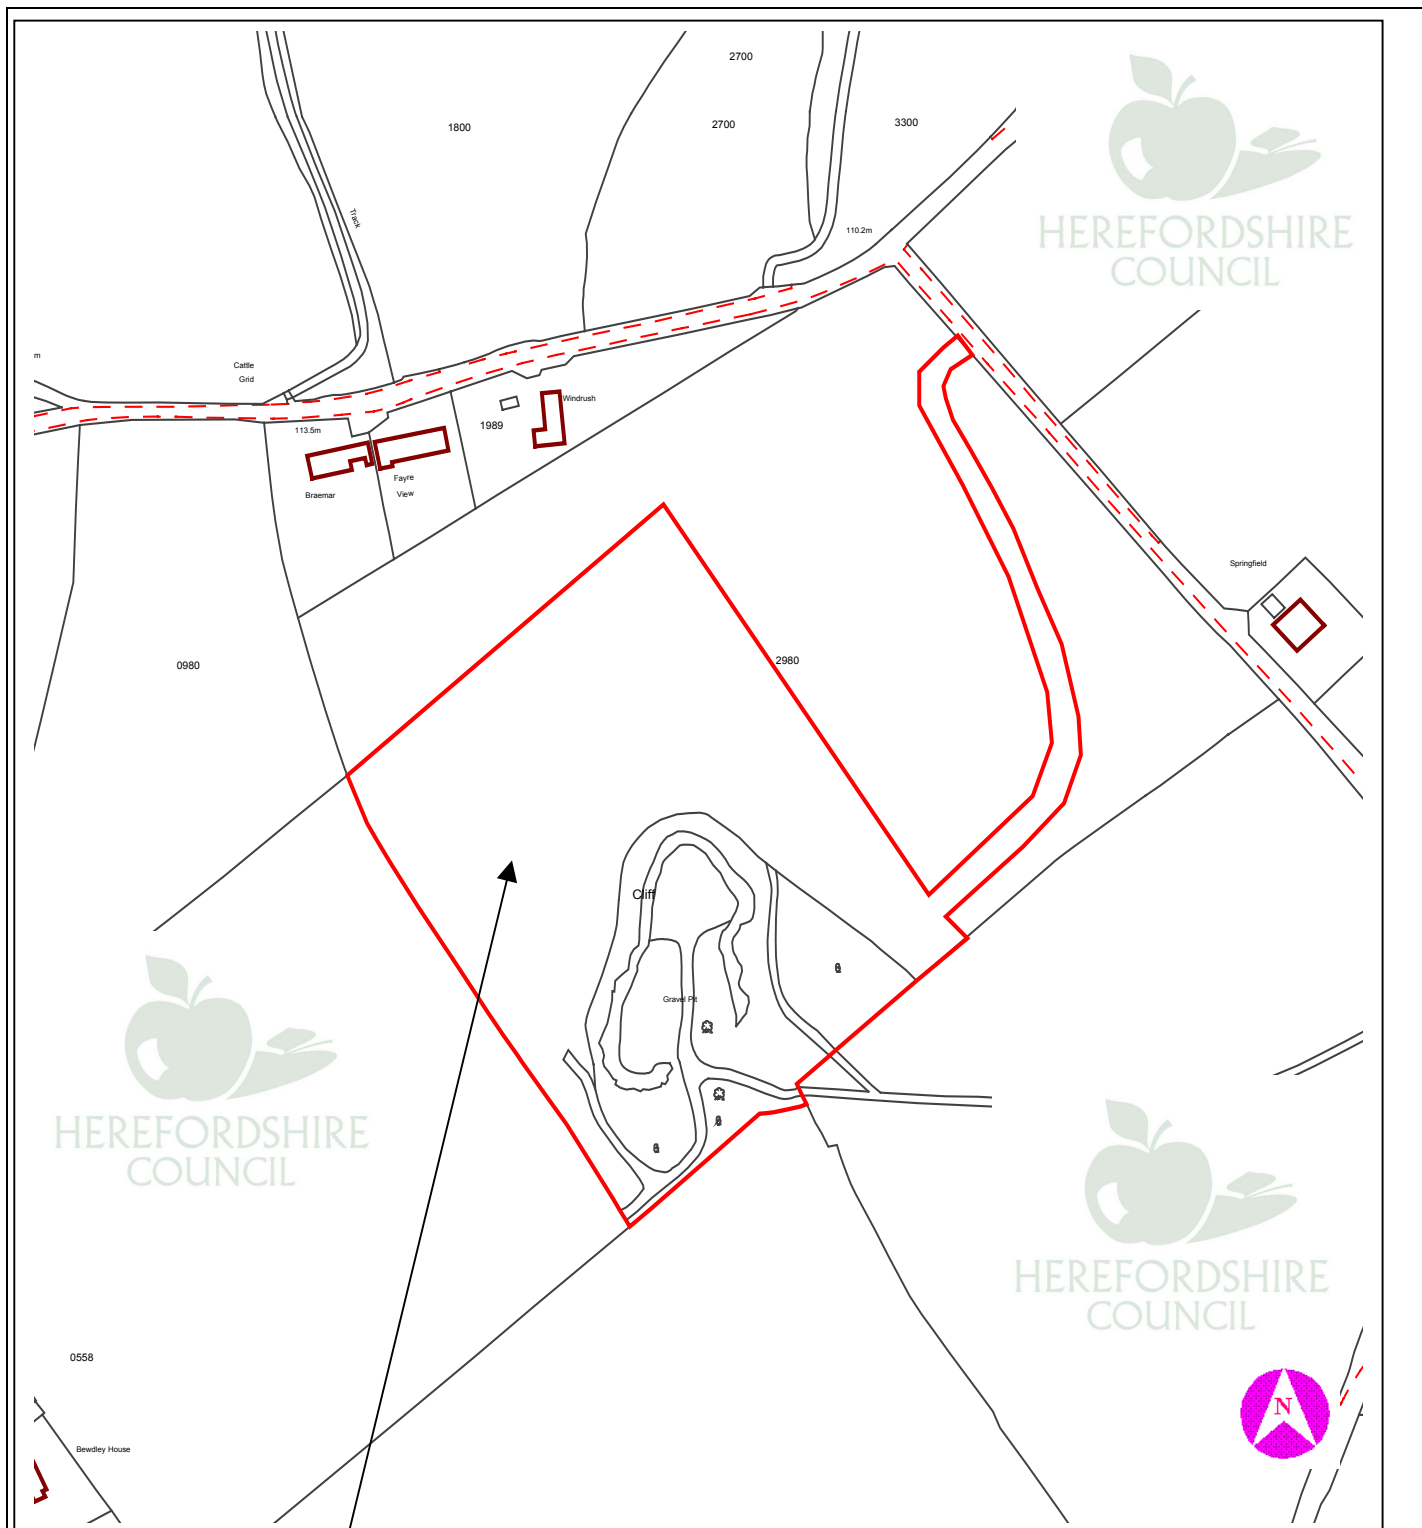 2700
1800
2700
3300
HEREFORDSHIRE
COUNCIL
Track
110.2m
m
Cattle
Grid
Windrush
113.5m
1989
Fayre
View
Braemar
Springfield
0980
2980
Cliff
Gravel Pit
HEREFORDSHIRE
COUNCIL
HEREFORDSHIRE
COUNCIL
0558
N
Bewdley House